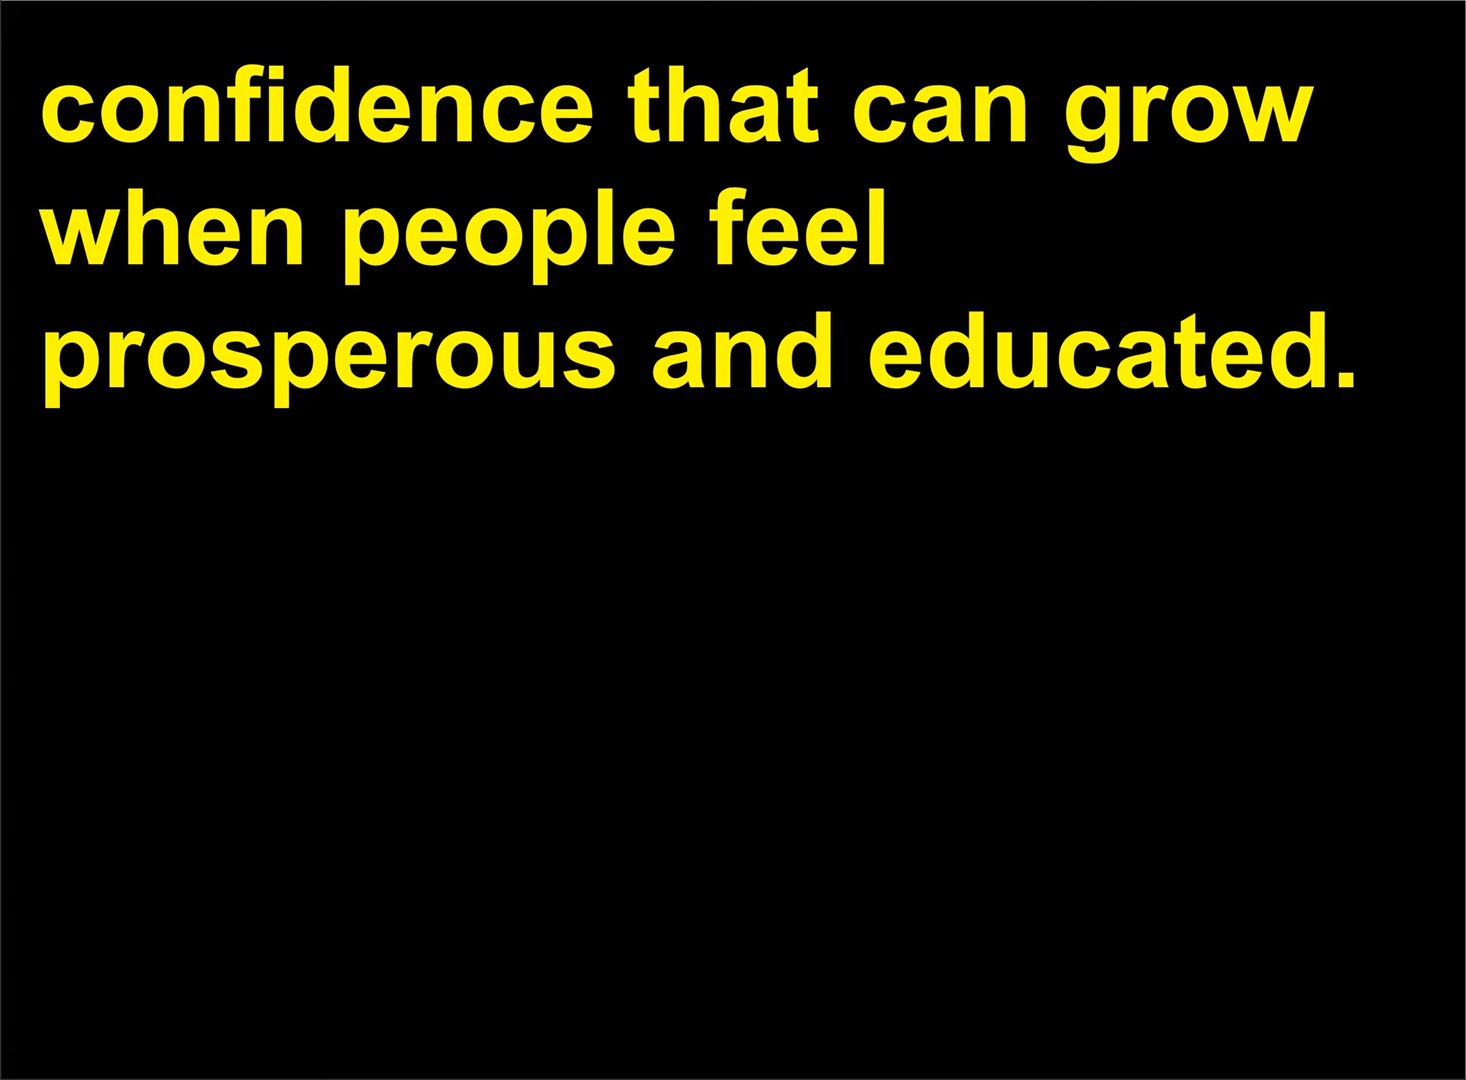 confidence that can grow
when people feel
prosperous and educated.